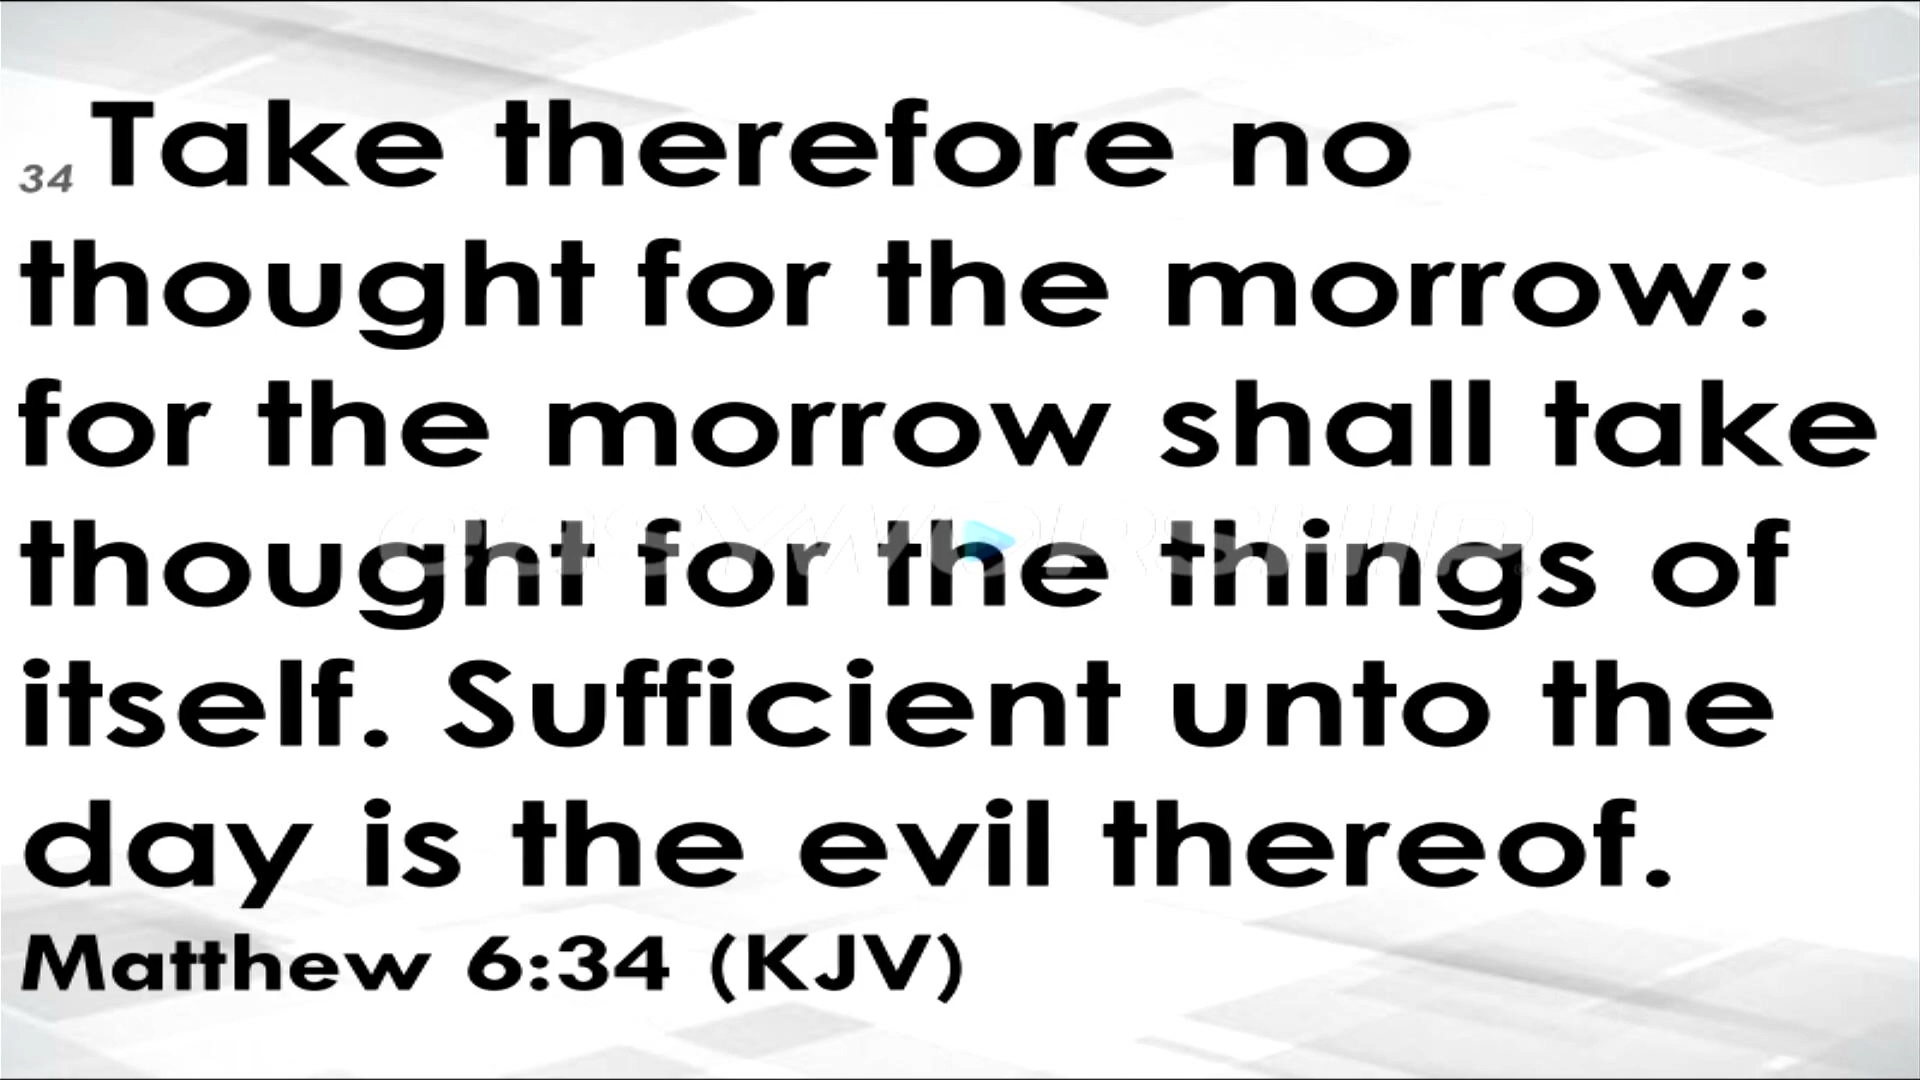 34 Take therefore no
thought for the morrow:
for the morrow shall take
thought for the things of
itself. Sufficient unto the
day is the evil thereof.
Matthew 6:34 (KJV)
easyworship